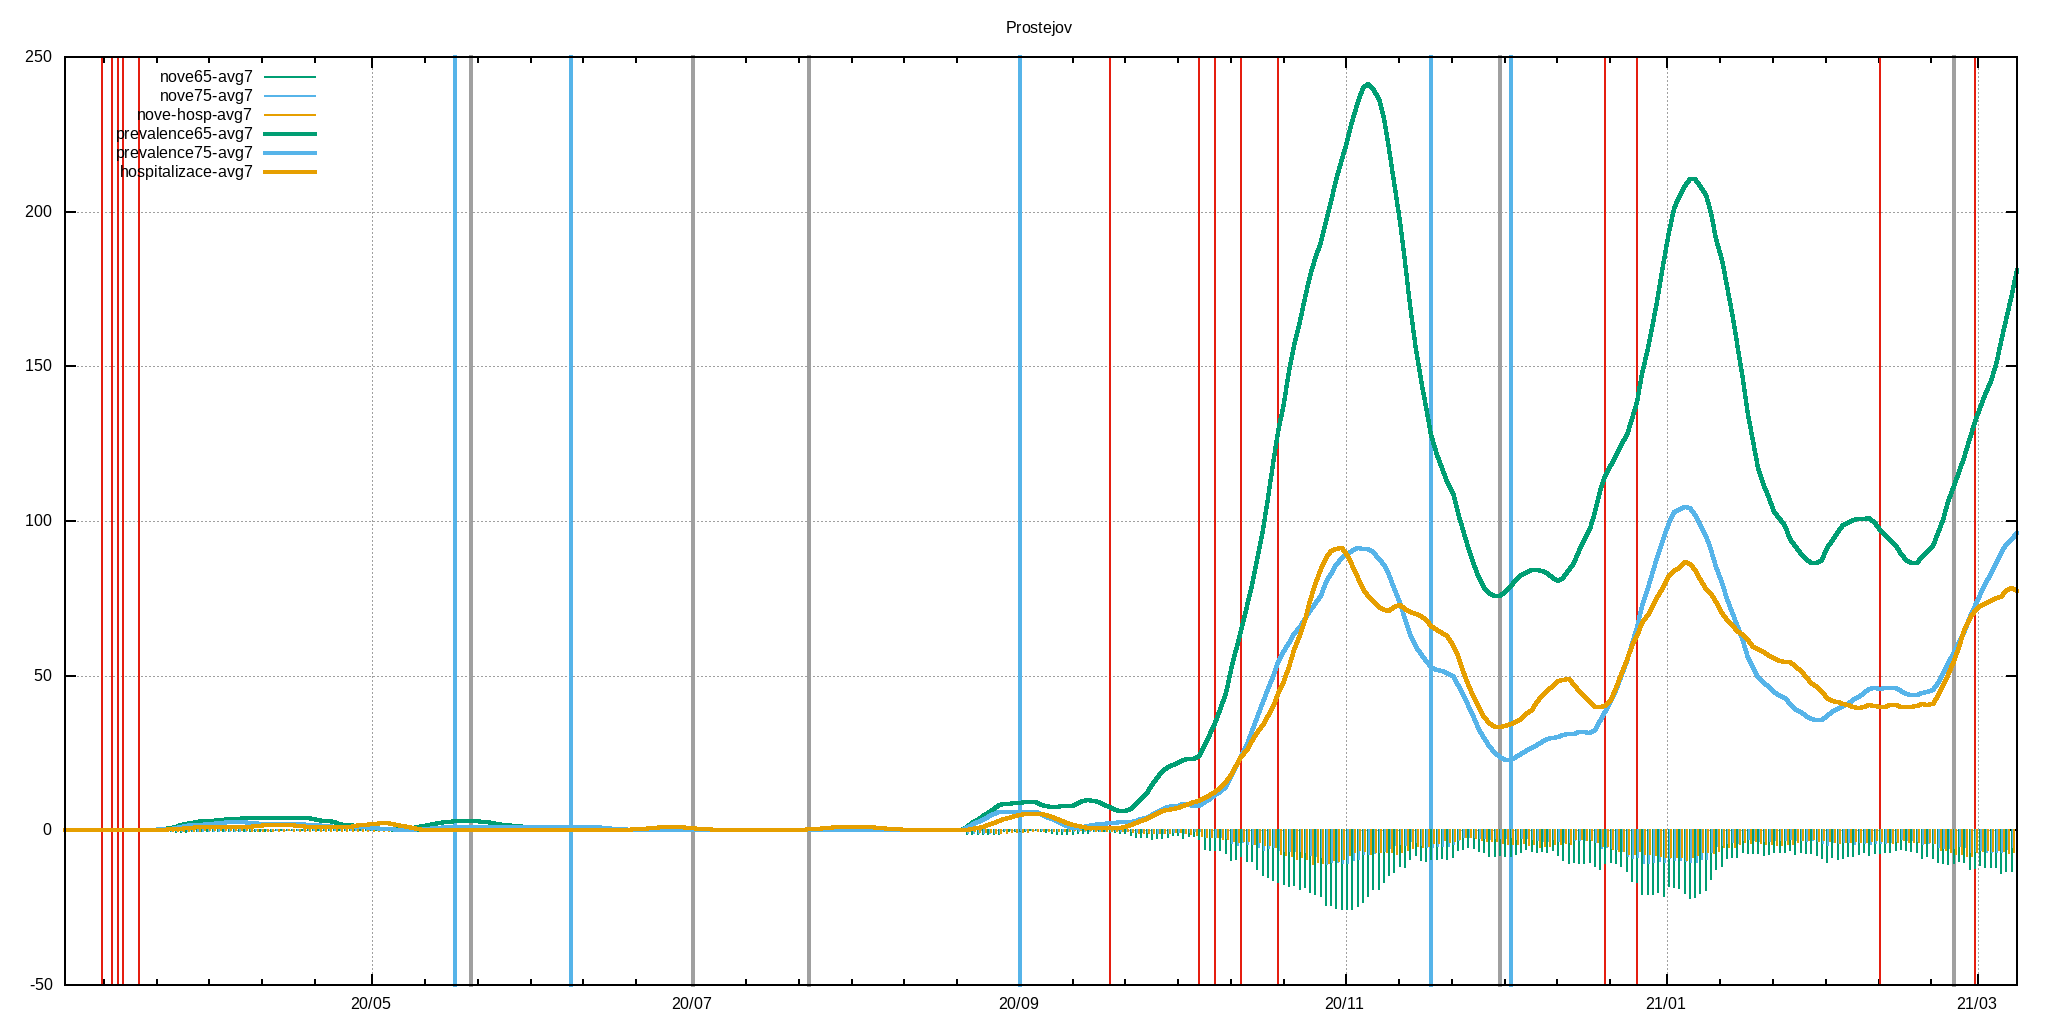 Prostejov
250
nove65-avg7
nove75-avg7
nove-hosp-avg7
prevalence65-avg7
prevalence75-avg7
hospitalizace-avg7
200
150
100
50
0
-50
20/05 20/07 20/09 20/11 21/01 21/03